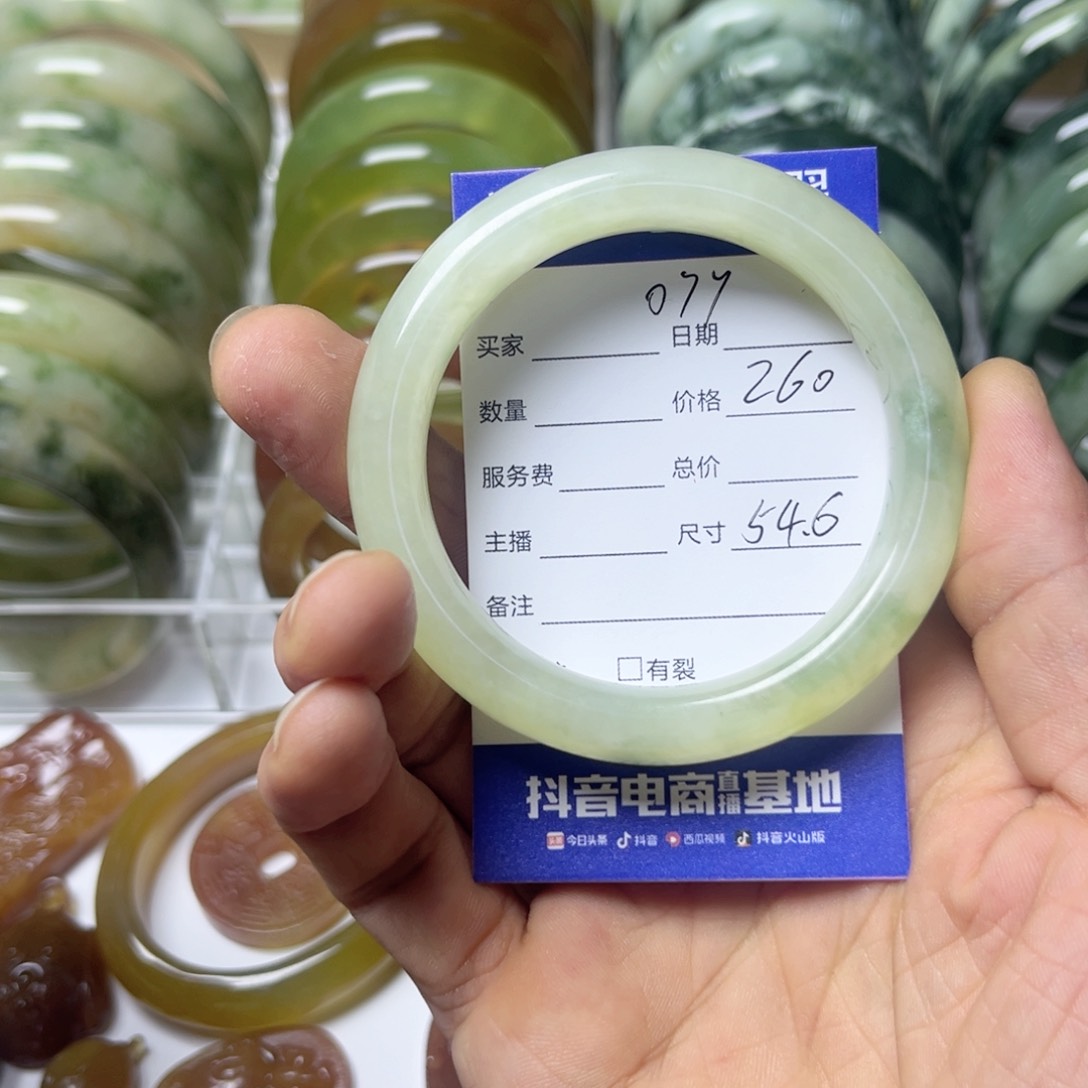 077
买家 日期
数量 价格 260
服务费 总价
主播 尺寸 54.6
备注
□有裂
抖音电商直播基地
头条 今日头条 抖音 西瓜视频 抖音火山版